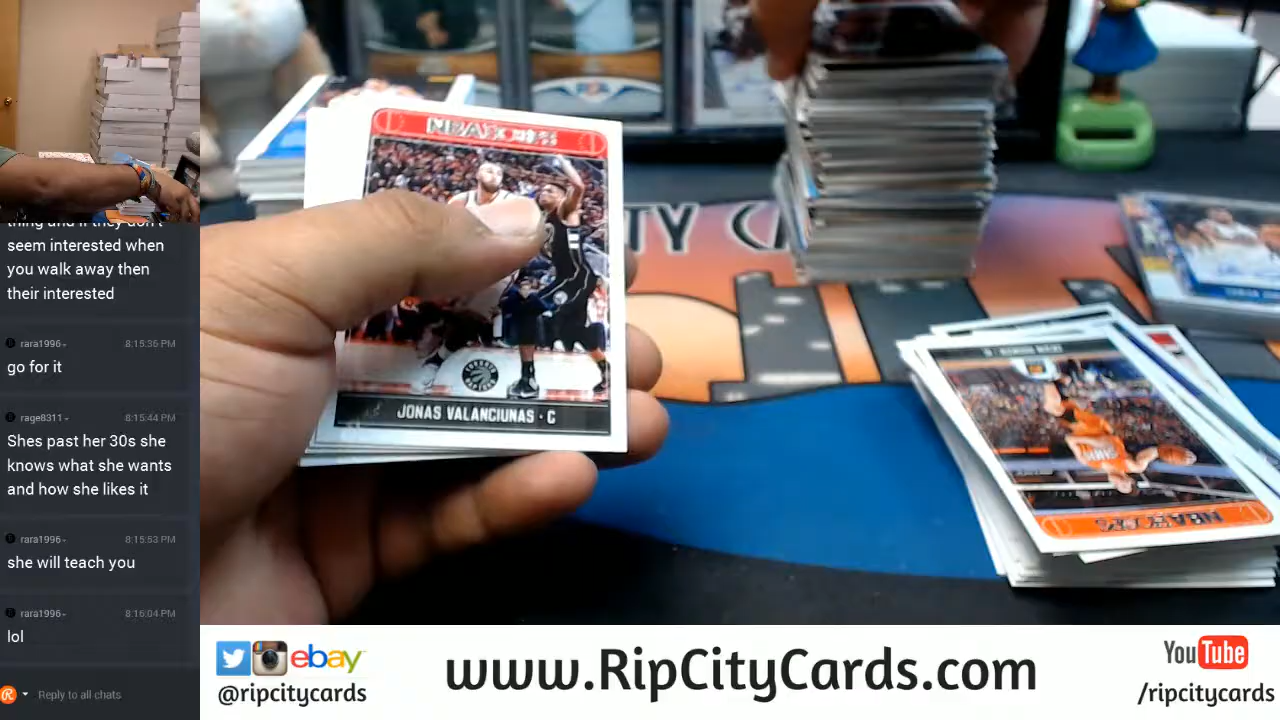 thing and if they don't
seem interested when
you walk away then
their interested
rara1996
8:15:36 PM
go for it
rage8311
8:15:44 PM
Shes past her 30s she
knows what she wants
and how she likes it
rara1996
8:15:53 PM
she will teach you
rara1996
8:16:04 PM
lol
Reply to all chats
NBA HOOPS
JONAS VALANCIUNAS · C
TY C
NBA HOOPS
ebay
@ripcitycards
www.RipCityCards.com
YouTube
/ripcitycards